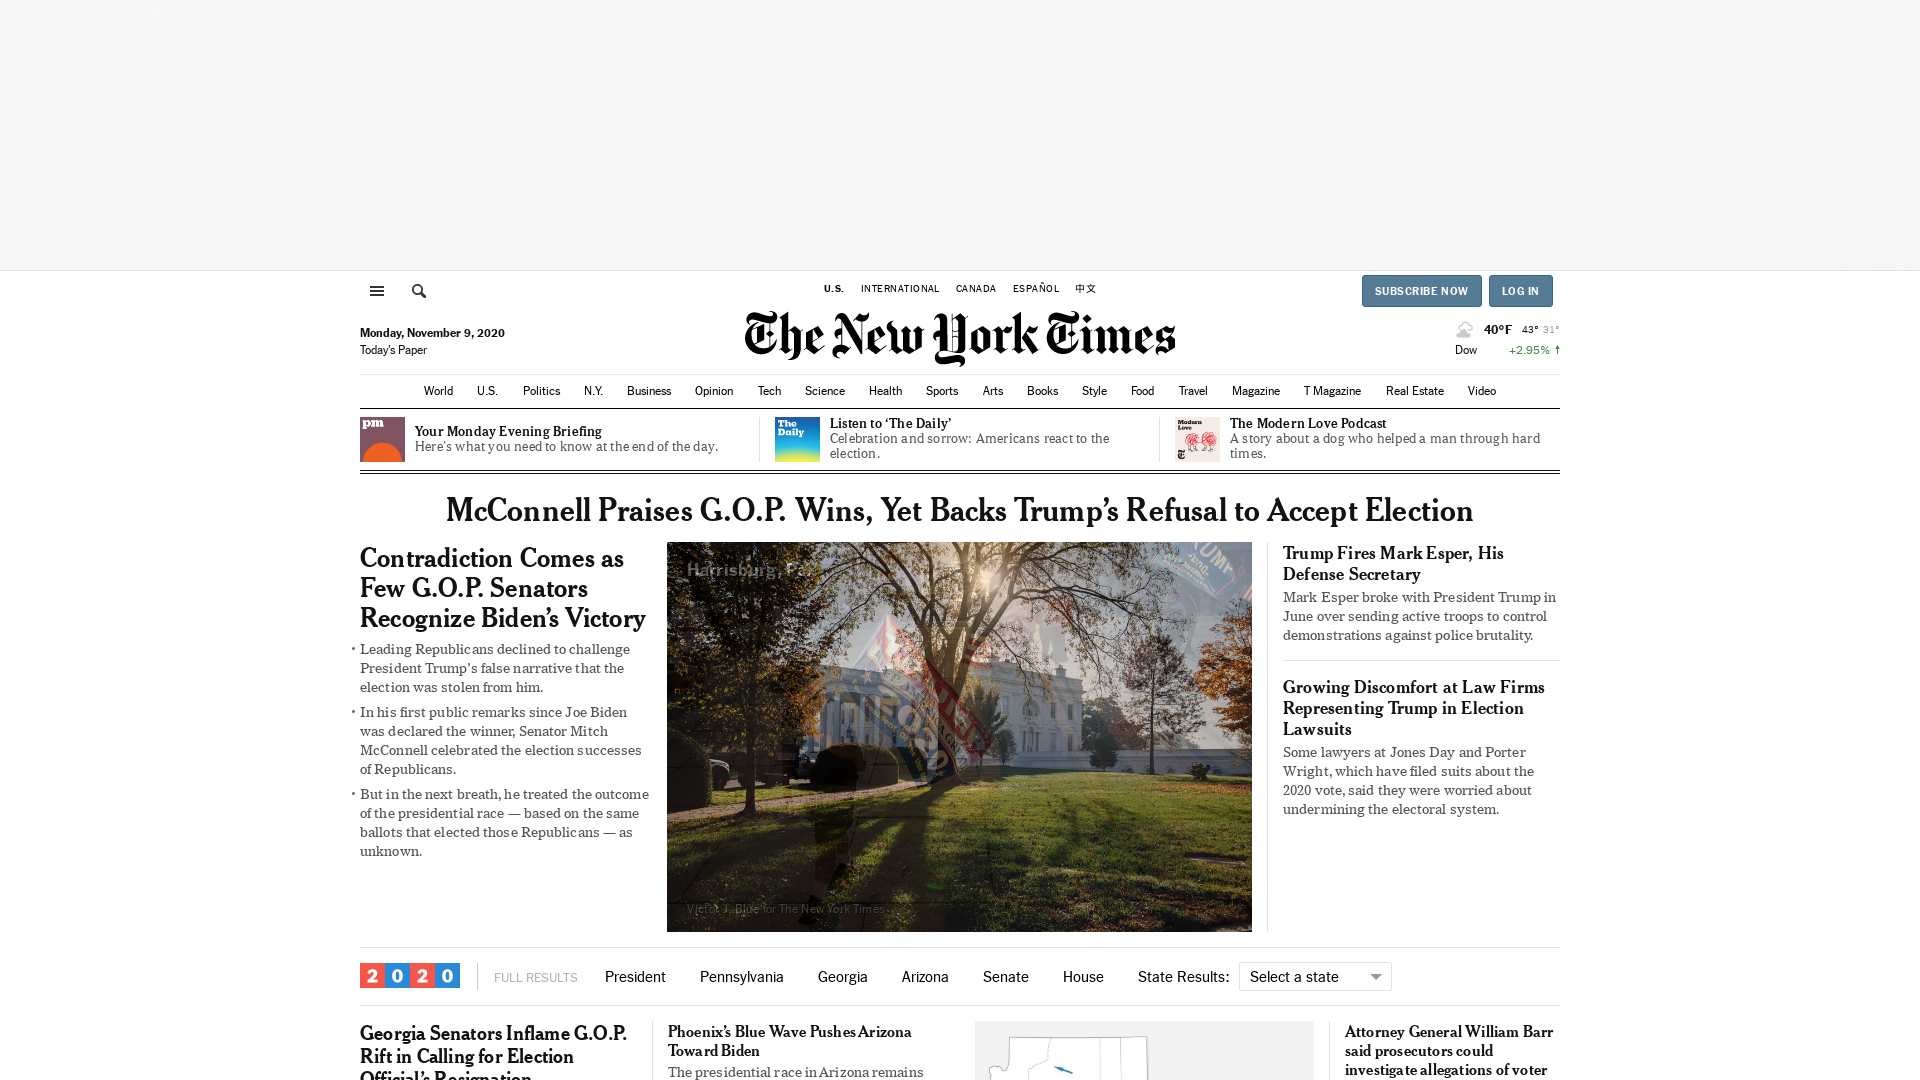 U.S. INTERNATIONAL CANADA ESPAÑOL 中文
SUBSCRIBE NOW LOG IN
Monday, November 9, 2020
Today's Paper
The New York Times
40°F 43° 31°
Dow +2.95% ↑
World U.S. Politics N.Y. Business Opinion Tech Science Health Sports Arts Books Style Food Travel Magazine T Magazine Real Estate Video
pm
Your Monday Evening Briefing
Here's what you need to know at the end of the day.
The
Daily
Listen to ‘The Daily’
Celebration and sorrow: Americans react to the
election.
Modern
Love
The Modern Love Podcast
A story about a dog who helped a man through hard
times.
McConnell Praises G.O.P. Wins, Yet Backs Trump’s Refusal to Accept Election
Contradiction Comes as
Few G.O.P. Senators
Recognize Biden’s Victory
• Leading Republicans declined to challenge
President Trump’s false narrative that the
election was stolen from him.
• In his first public remarks since Joe Biden
was declared the winner, Senator Mitch
McConnell celebrated the election successes
of Republicans.
• But in the next breath, he treated the outcome
of the presidential race — based on the same
ballots that elected those Republicans — as
unknown.
Harrisburg, Pa.
TRUMP
2020
Victor J. Blue for The New York Times
Trump Fires Mark Esper, His
Defense Secretary
Mark Esper broke with President Trump in
June over sending active troops to control
demonstrations against police brutality.
Growing Discomfort at Law Firms
Representing Trump in Election
Lawsuits
Some lawyers at Jones Day and Porter
Wright, which have filed suits about the
2020 vote, said they were worried about
undermining the electoral system.
2020 FULL RESULTS President Pennsylvania Georgia Arizona Senate House State Results: Select a state
Georgia Senators Inflame G.O.P.
Rift in Calling for Election
Official’s Resignation
Phoenix’s Blue Wave Pushes Arizona
Toward Biden
The presidential race in Arizona remains
Attorney General William Barr
said prosecutors could
investigate allegations of voter